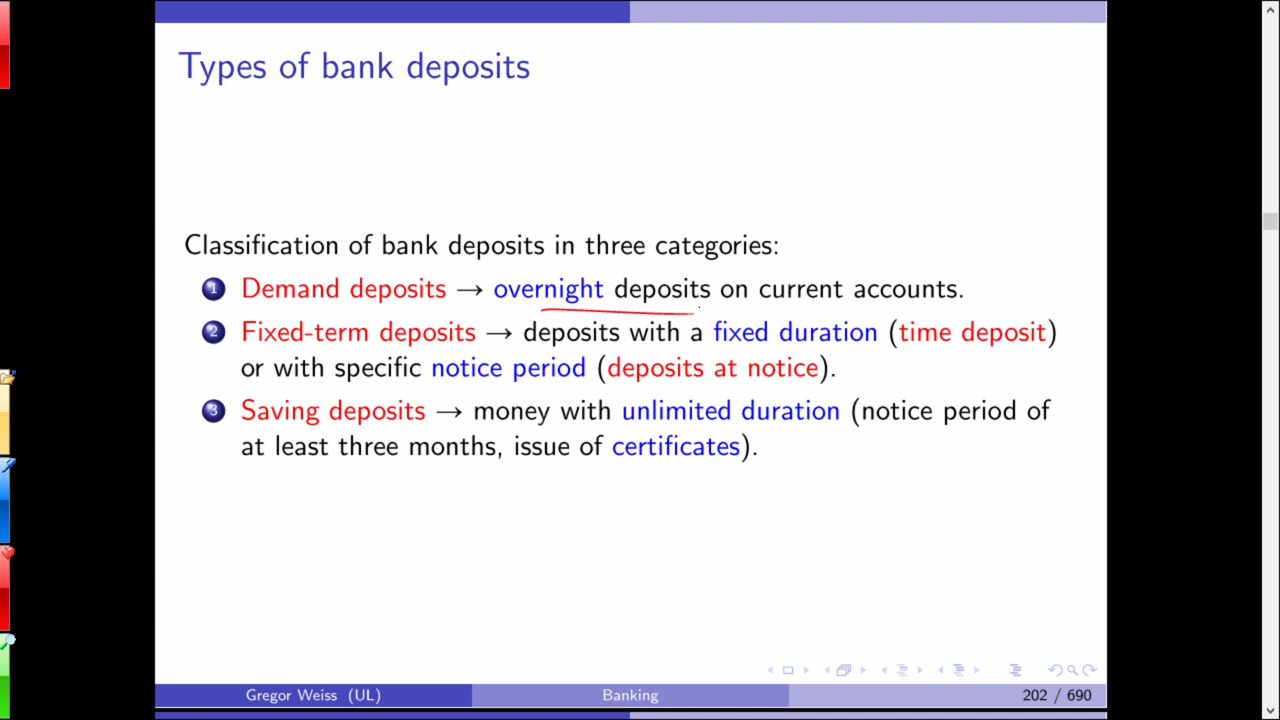 Types of bank deposits
Classification of bank deposits in three categories:
1 Demand deposits → overnight deposits on current accounts.
2 Fixed-term deposits → deposits with a fixed duration (time deposit)
or with specific notice period (deposits at notice).
3 Saving deposits → money with unlimited duration (notice period of
at least three months, issue of certificates).
Gregor Weiss (UL) Banking 202 / 690